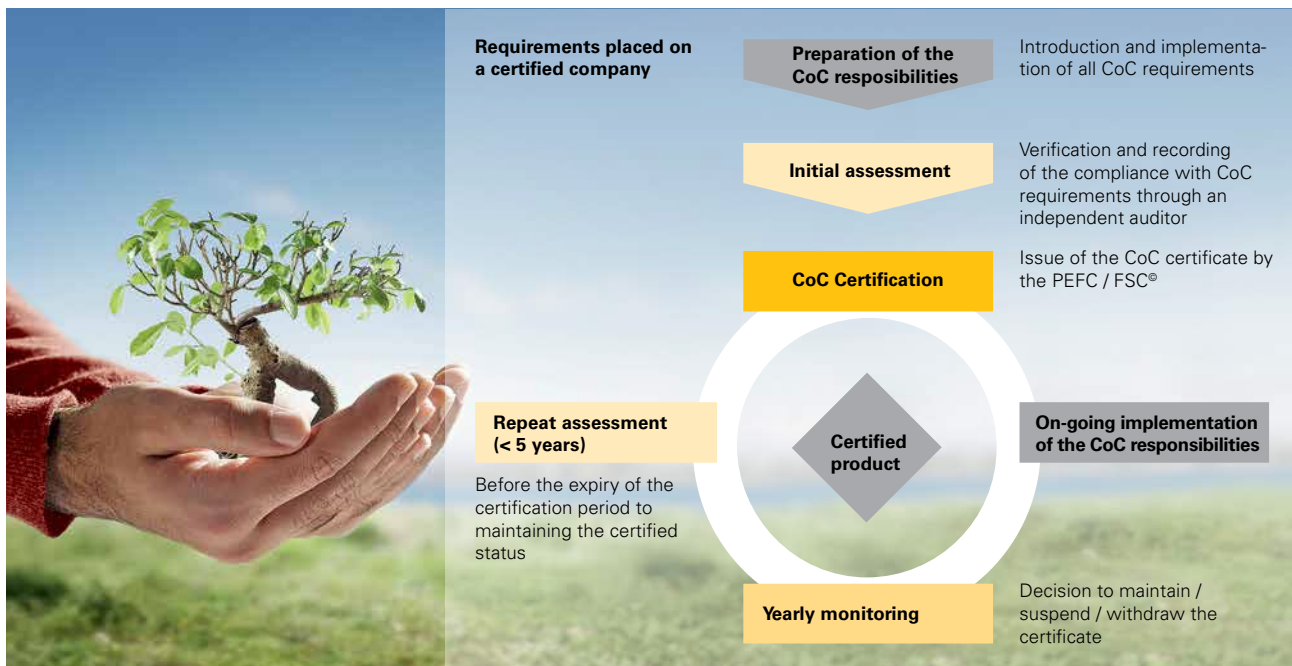 Requirements placed on
a certified company
Preparation of the
CoC resposibilities
Introduction and implementa-
tion of all CoC requirements
Initial assessment
Verification and recording
of the compliance with CoC
requirements through an
independent auditor
CoC Certification
Issue of the CoC certificate by
the PEFC / FSC©
Repeat assessment
(< 5 years)
Before the expiry of the
certification period to
maintaining the certified
status
Certified
product
On-going implementation
of the CoC responsibilities
Yearly monitoring
Decision to maintain /
suspend / withdraw the
certificate